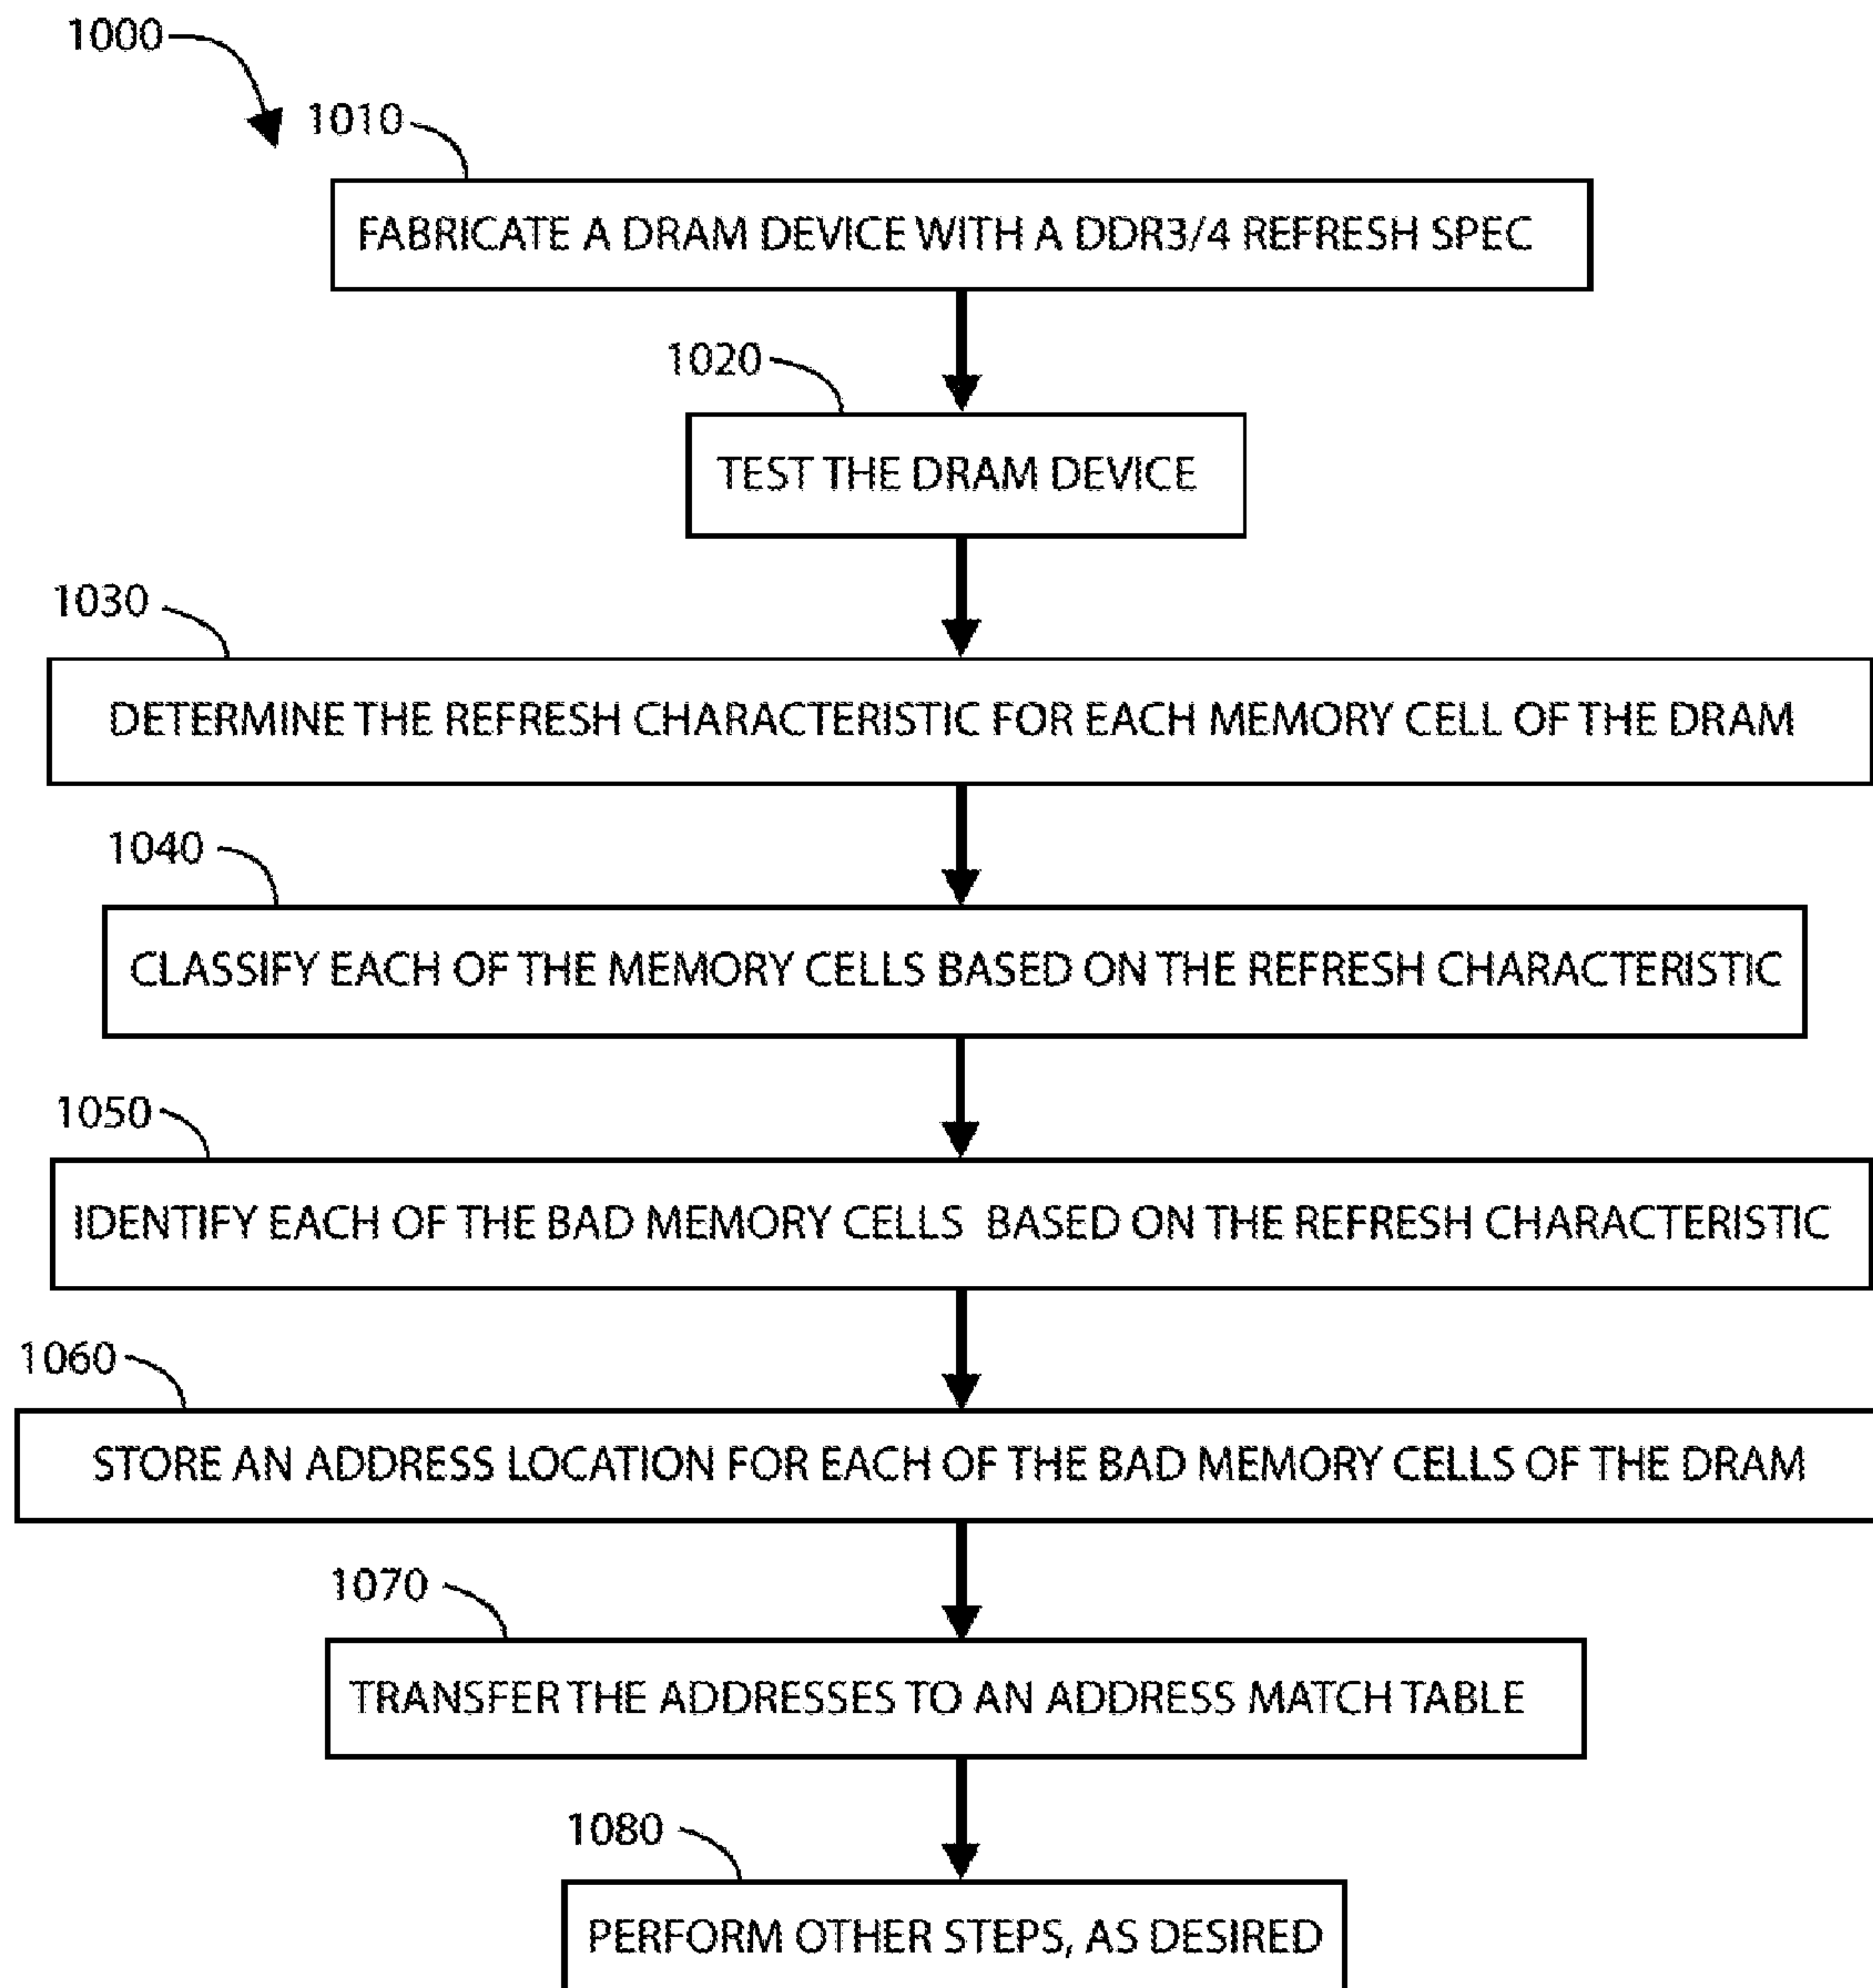 1000
1010
FABRICATE A DRAM DEVICE WITH A DDR3/4 REFRESH SPEC
1020
TEST THE DRAM DEVICE
1030
DETERMINE THE REFRESH CHARACTERISTIC FOR EACH MEMORY CELL OF THE DRAM
1040
CLASSIFY EACH OF THE MEMORY CELLS BASED ON THE REFRESH CHARACTERISTIC
1050
IDENTIFY EACH OF THE BAD MEMORY CELLS BASED ON THE REFRESH CHARACTERISTIC
1060
STORE AN ADDRESS LOCATION FOR EACH OF THE BAD MEMORY CELLS OF THE DRAM
1070
TRANSFER THE ADDRESSES TO AN ADDRESS MATCH TABLE
1080
PERFORM OTHER STEPS, AS DESIRED